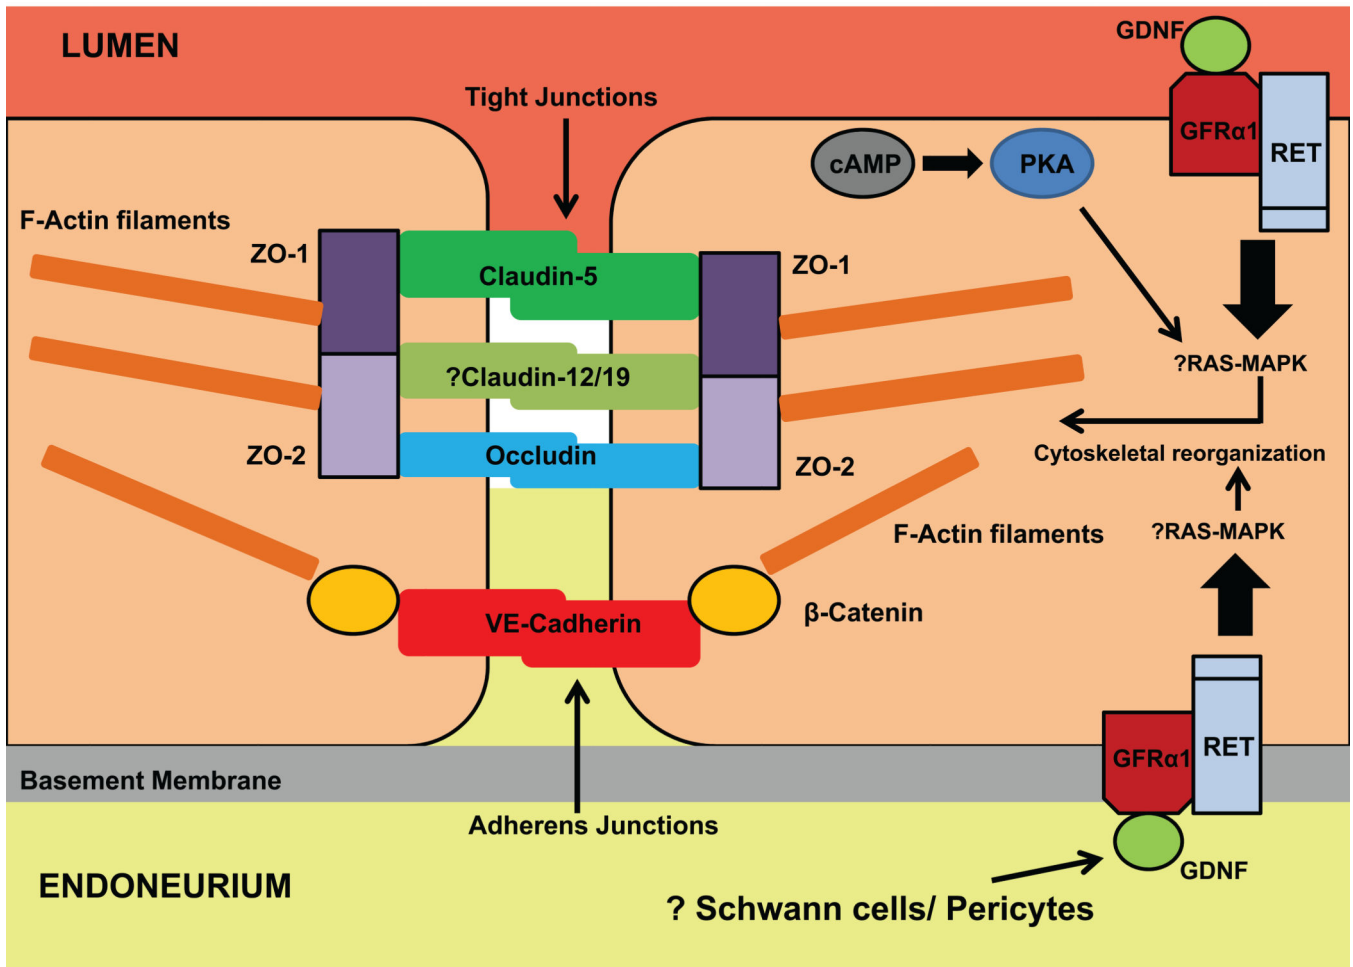 LUMEN
GDNF
Tight Junctions
GFRα1
RET
cAMP
PKA
F-Actin filaments
ZO-1
ZO-1
Claudin-5
?RAS-MAPK
?Claudin-12/19
ZO-2
Occludin
ZO-2
Cytoskeletal reorganization
F-Actin filaments
?RAS-MAPK
VE-Cadherin
β-Catenin
GFRα1
RET
Basement Membrane
Adherens Junctions
GDNF
ENDONEURIUM
? Schwann cells/ Pericytes